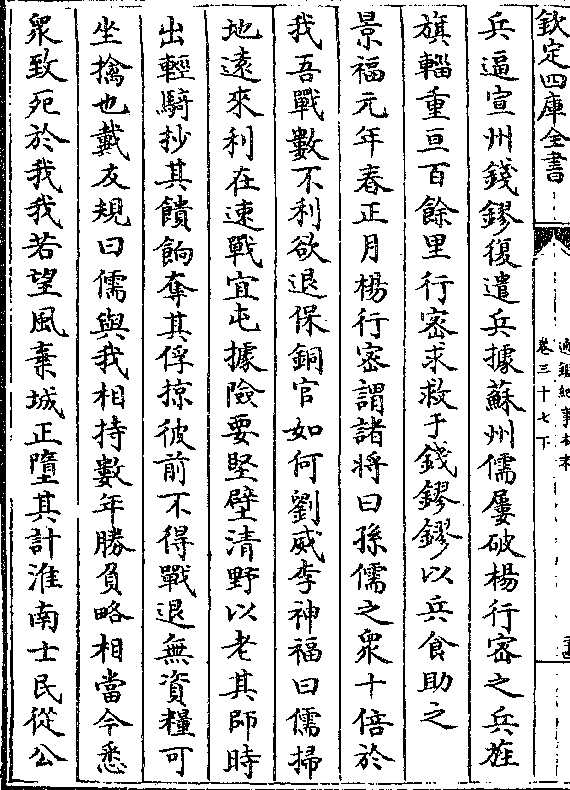 欽定四庫全書
通鑑紀事本末
卷三十七下
兵逼宣州錢鏐復遣兵據蘇州儒屢破楊行密之兵旌
旗輜重亘百餘里行密求救于錢鏐鏐以兵食助之
景福元年春正月楊行密謂諸將曰孫儒之衆十倍於
我吾戰數不利欲退保銅官如何劉威李神福曰儒掃
地逺來利在速戰宜屯據險要堅壁清野以老其師時
出輕騎抄其饋餉奪其俘掠彼前不得戰退無資糧可
坐擒也戴友規曰儒與我相持數年勝負略相當今悉
衆致死於我我若望風棄城正墮其計淮南士民從公